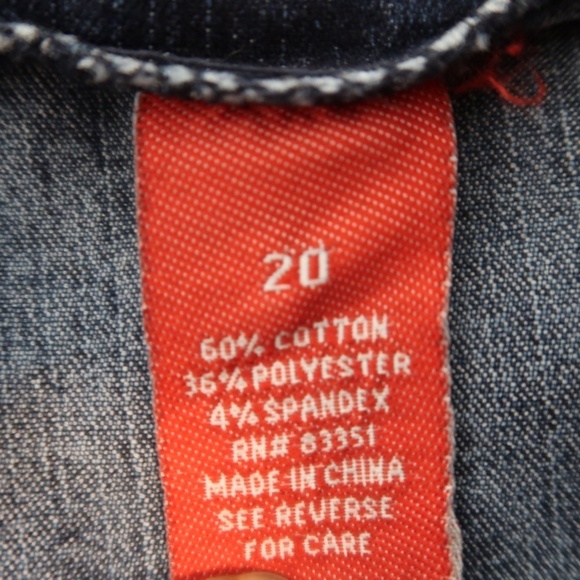 20
60% COTTON
36% POLYESTER
4% SPANDEX
RN# 83351
MADE IN CHINA
SEE REVERSE
FOR CARE